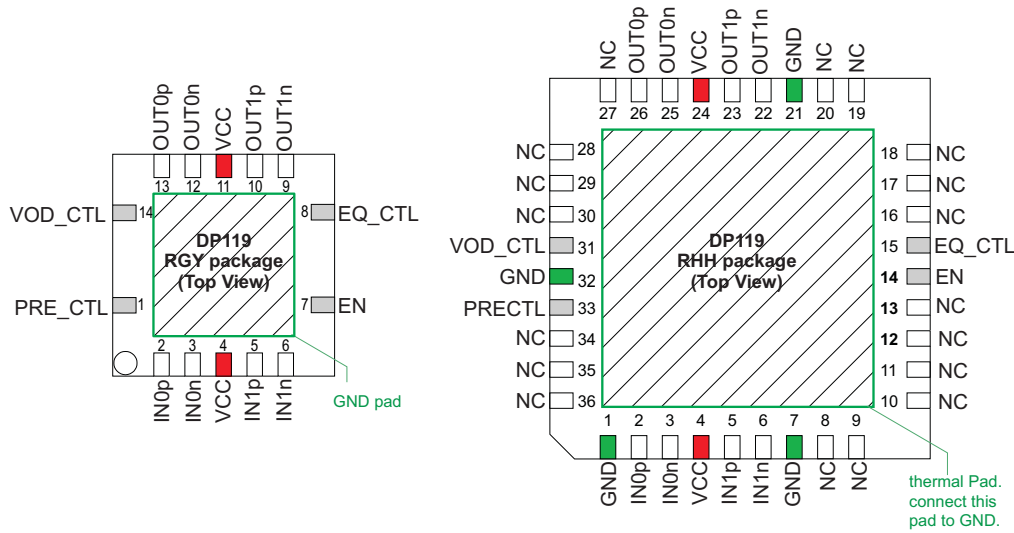 OUT0p
OUT0n
VCC
OUT1p
OUT1n
13
12
11
10
9
VOD_CTL
14
8
EQ_CTL
DP119
RGY package
(Top View)
PRE_CTL
1
7
EN
2
3
4
5
6
IN0p
IN0n
VCC
IN1p
IN1n
GND pad
NC
OUT0p
OUT0n
VCC
OUT1p
OUT1n
GND
NC
NC
27
26
25
24
23
22
21
20
19
NC
28
18
NC
NC
29
17
NC
NC
30
16
NC
VOD_CTL
31
15
EQ_CTL
GND
32
14
EN
PRECTL
33
13
NC
NC
34
12
NC
NC
35
11
NC
NC
36
10
NC
DP119
RHH package
(Top View)
1
2
3
4
5
6
7
8
9
GND
IN0p
IN0n
VCC
IN1p
IN1n
GND
NC
NC
thermal Pad.
connect this
pad to GND.